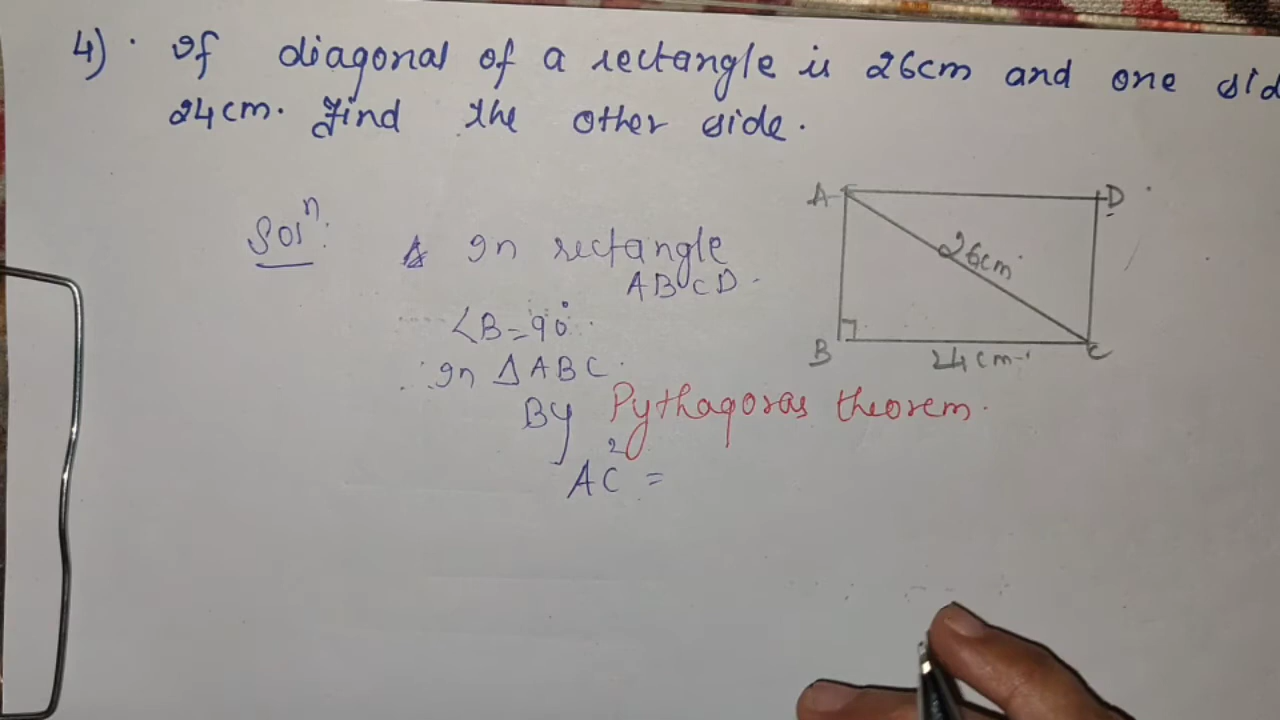 4). If diagonal of a rectangle is 26cm and one sid
24cm. Find the other side.
Solⁿ:
In rectangle
ABCD.
∠B=90°
∴ In △ABC.
By Pythagoras theorem.
AC² =
A
D
26cm
B
24cm
C